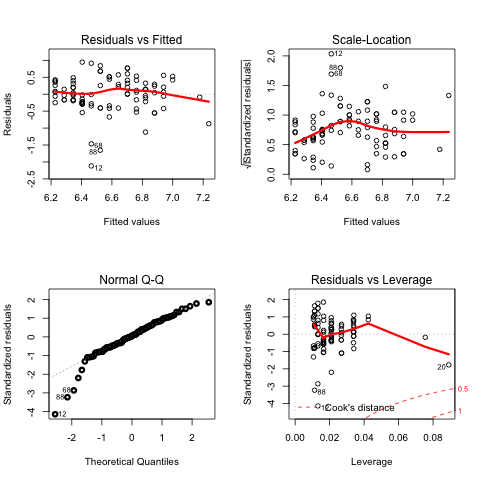 Residuals vs Fitted
Residuals
-2.5 -1.5 -0.5 0.5
68
88
12
6.2 6.4 6.6 6.8 7.0 7.2
Fitted values
Scale-Location
√|Standardized residuals|
0.0 0.5 1.0 1.5 2.0
12
88
68
6.2 6.4 6.6 6.8 7.0 7.2
Fitted values
Normal Q-Q
Standardized residuals
-4 -3 -2 -1 0 1 2
68
88
12
-2 -1 0 1 2
Theoretical Quantiles
Residuals vs Leverage
Standardized residuals
-4 -3 -2 -1 0 1 2
20
88
12
Cook's distance
0.5
1
0.00 0.02 0.04 0.06 0.08
Leverage